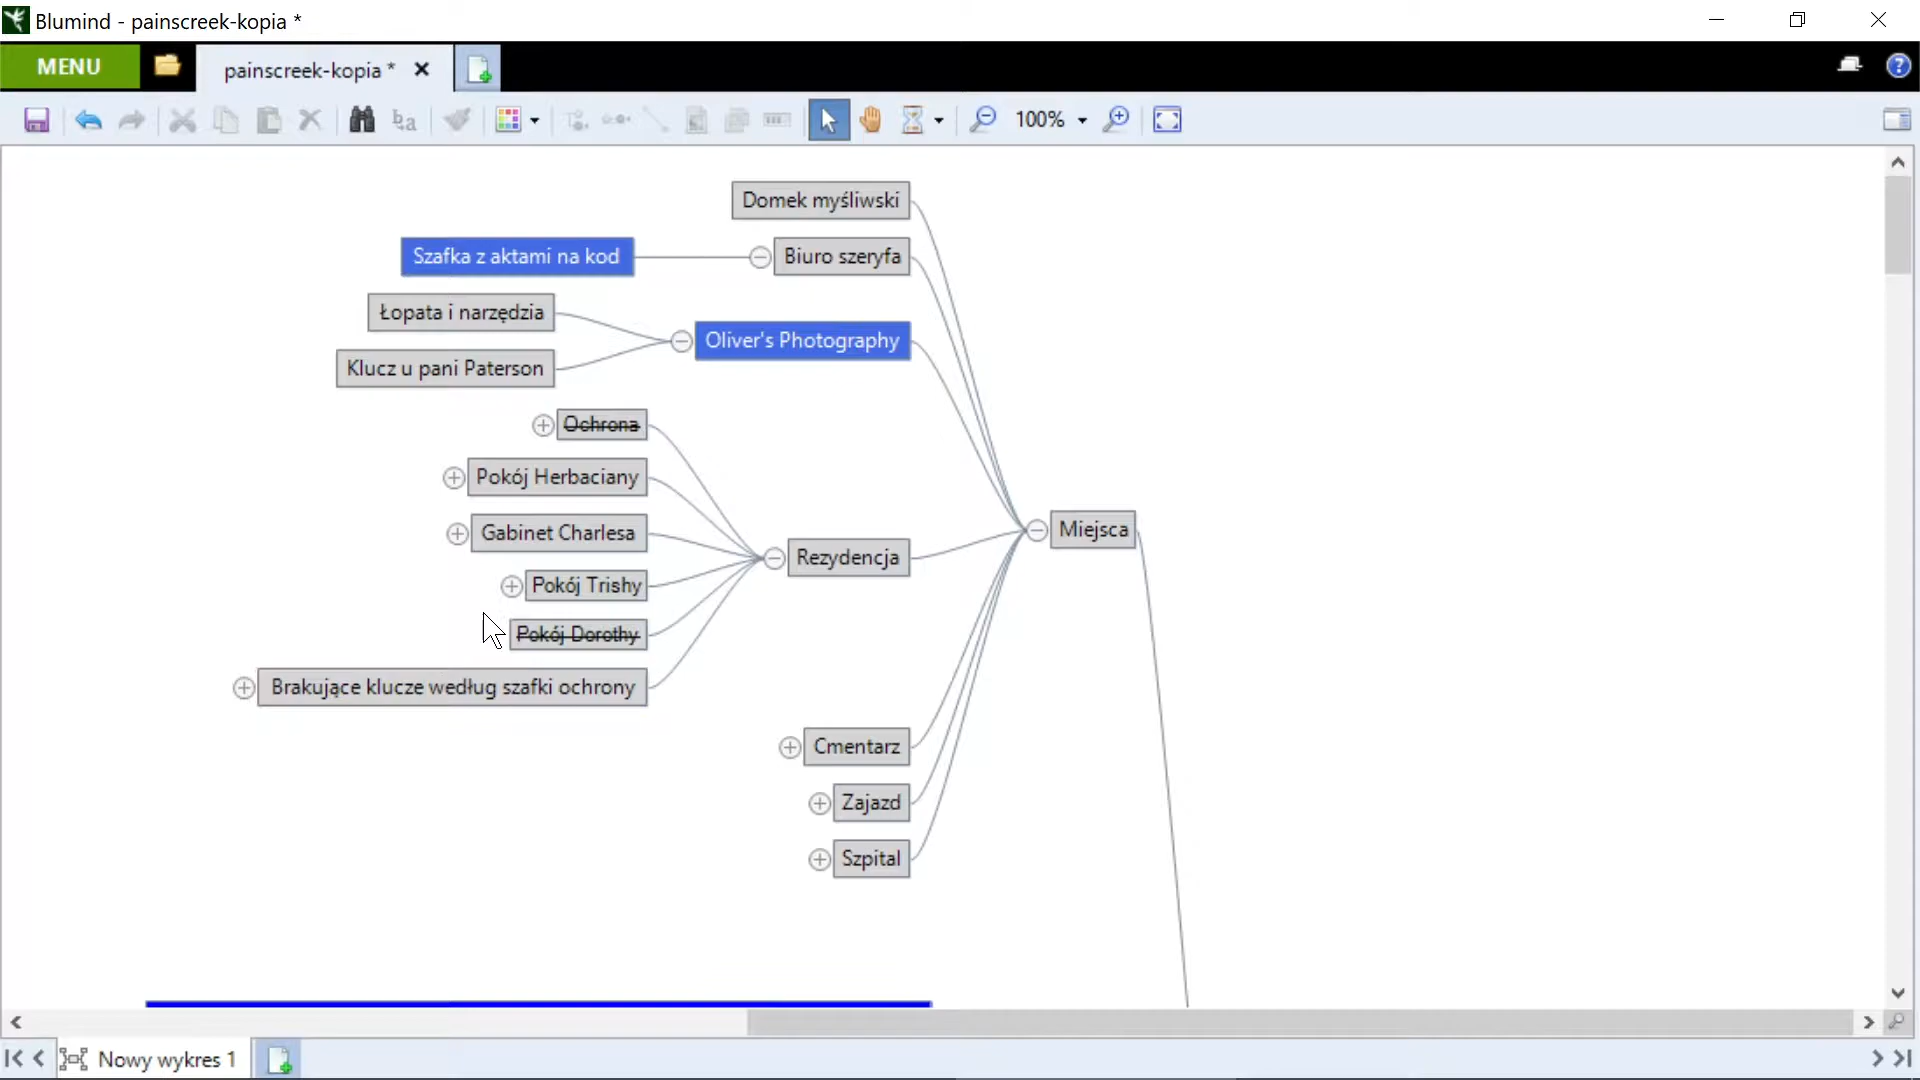 Blumind - painscreek-kopia *
MENU
painscreek-kopia *
ba
100%
Domek myśliwski
Szafka z aktami na kod
Biuro szeryfa
Łopata i narzędzia
Oliver's Photography
Klucz u pani Paterson
Ochrona
Pokój Herbaciany
Gabinet Charlesa
Miejsca
Rezydencja
Pokój Trishy
Pokój Dorothy
Brakujące klucze według szafki ochrony
Cmentarz
Zajazd
Szpital
Nowy wykres 1